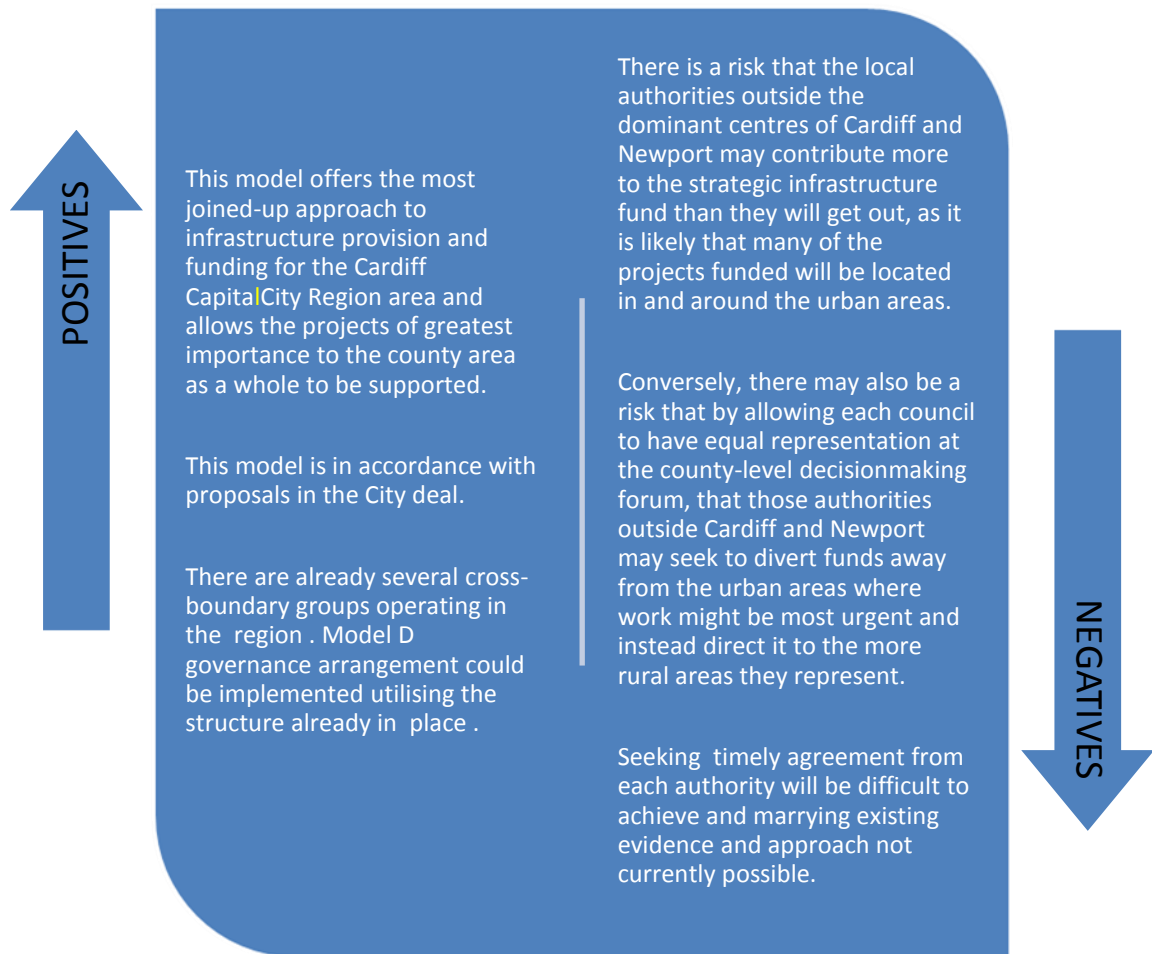 POSITIVES
This model offers the most
joined-up approach to
infrastructure provision and
funding for the Cardiff
CapitalCity Region area and
allows the projects of greatest
importance to the county area
as a whole to be supported.
This model is in accordance with
proposals in the City deal.
There are already several cross-
boundary groups operating in
the  region . Model D
governance arrangement could
be implemented utilising the
structure already in  place .
There is a risk that the local
authorities outside the
dominant centres of Cardiff and
Newport may contribute more
to the strategic infrastructure
fund than they will get out, as it
is likely that many of the
projects funded will be located
in and around the urban areas.
Conversely, there may also be a
risk that by allowing each council
to have equal representation at
the county-level decisionmaking
forum, that those authorities
outside Cardiff and Newport
may seek to divert funds away
from the urban areas where
work might be most urgent and
instead direct it to the more
rural areas they represent.
Seeking  timely agreement from
each authority will be difficult to
achieve and marrying existing
evidence and approach not
currently possible.
NEGATIVES